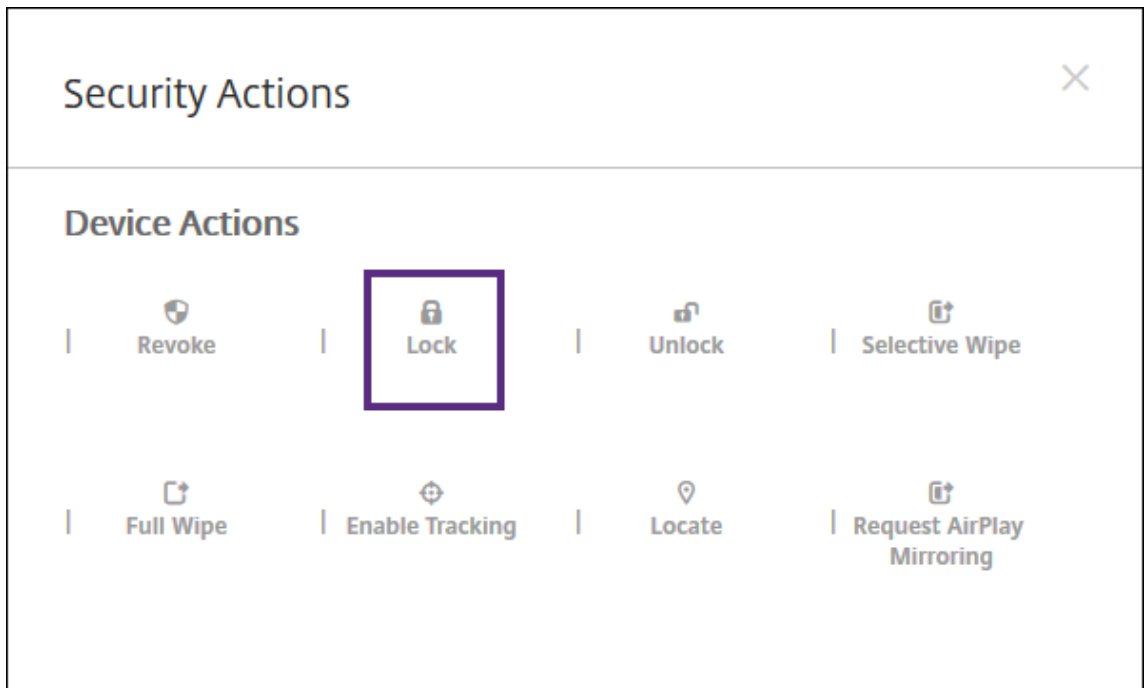 Security Actions
Device Actions
Revoke
Lock
Unlock
Selective Wipe
Full Wipe
Enable Tracking
Locate
Request AirPlay
Mirroring